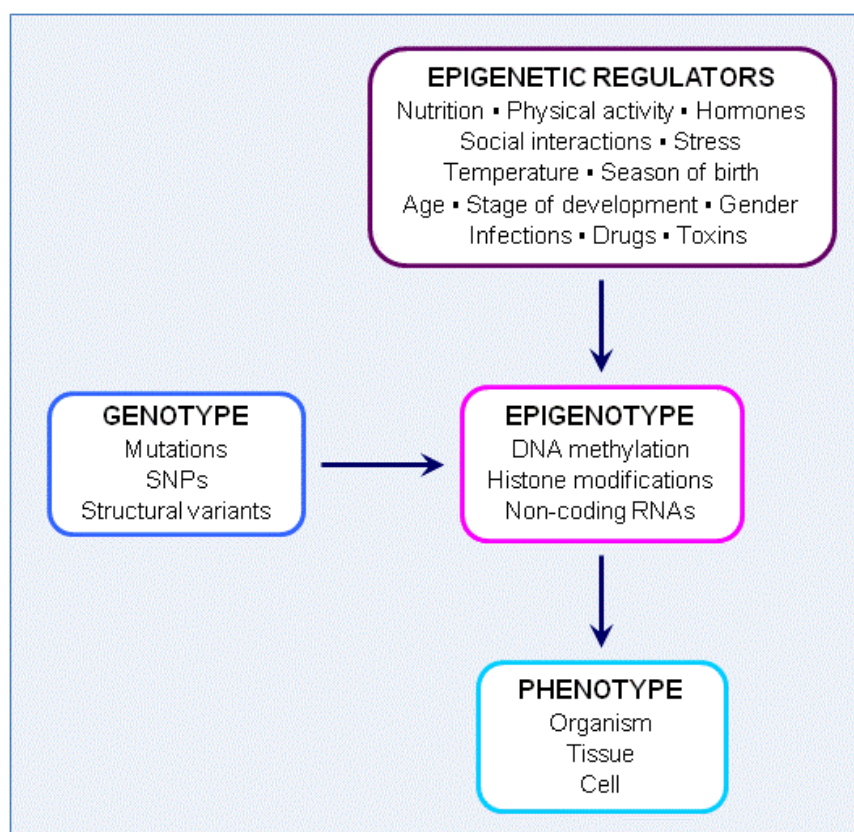 EPIGENETIC REGULATORS
Nutrition ▪ Physical activity ▪ Hormones
Social interactions ▪ Stress
Temperature ▪ Season of birth
Age ▪ Stage of development ▪ Gender
Infections ▪ Drugs ▪ Toxins
GENOTYPE
Mutations
SNPs
Structural variants
EPIGENOTYPE
DNA methylation
Histone modifications
Non-coding RNAs
PHENOTYPE
Organism
Tissue
Cell